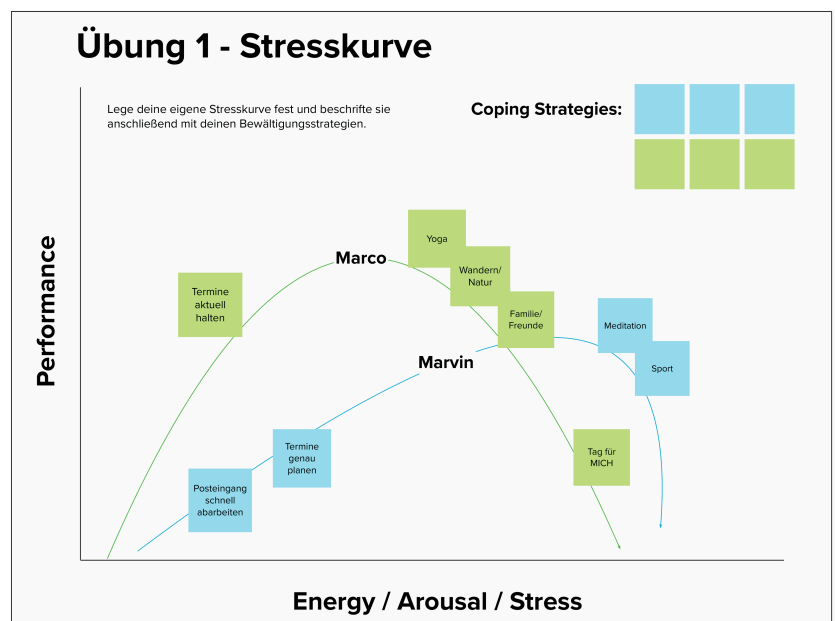 Übung 1 - Stresskurve
Lege deine eigene Stresskurve fest und beschrifte sie
anschließend mit deinen Bewältigungsstrategien.
Coping Strategies:
Performance
Yoga
Marco
Wandern/
Natur
Termine
aktuell
halten
Familie/
Freunde
Meditation
Marvin
Sport
Termine
genau
planen
Tag für
MICH
Posteingang
schnell
abarbeiten
Energy / Arousal / Stress